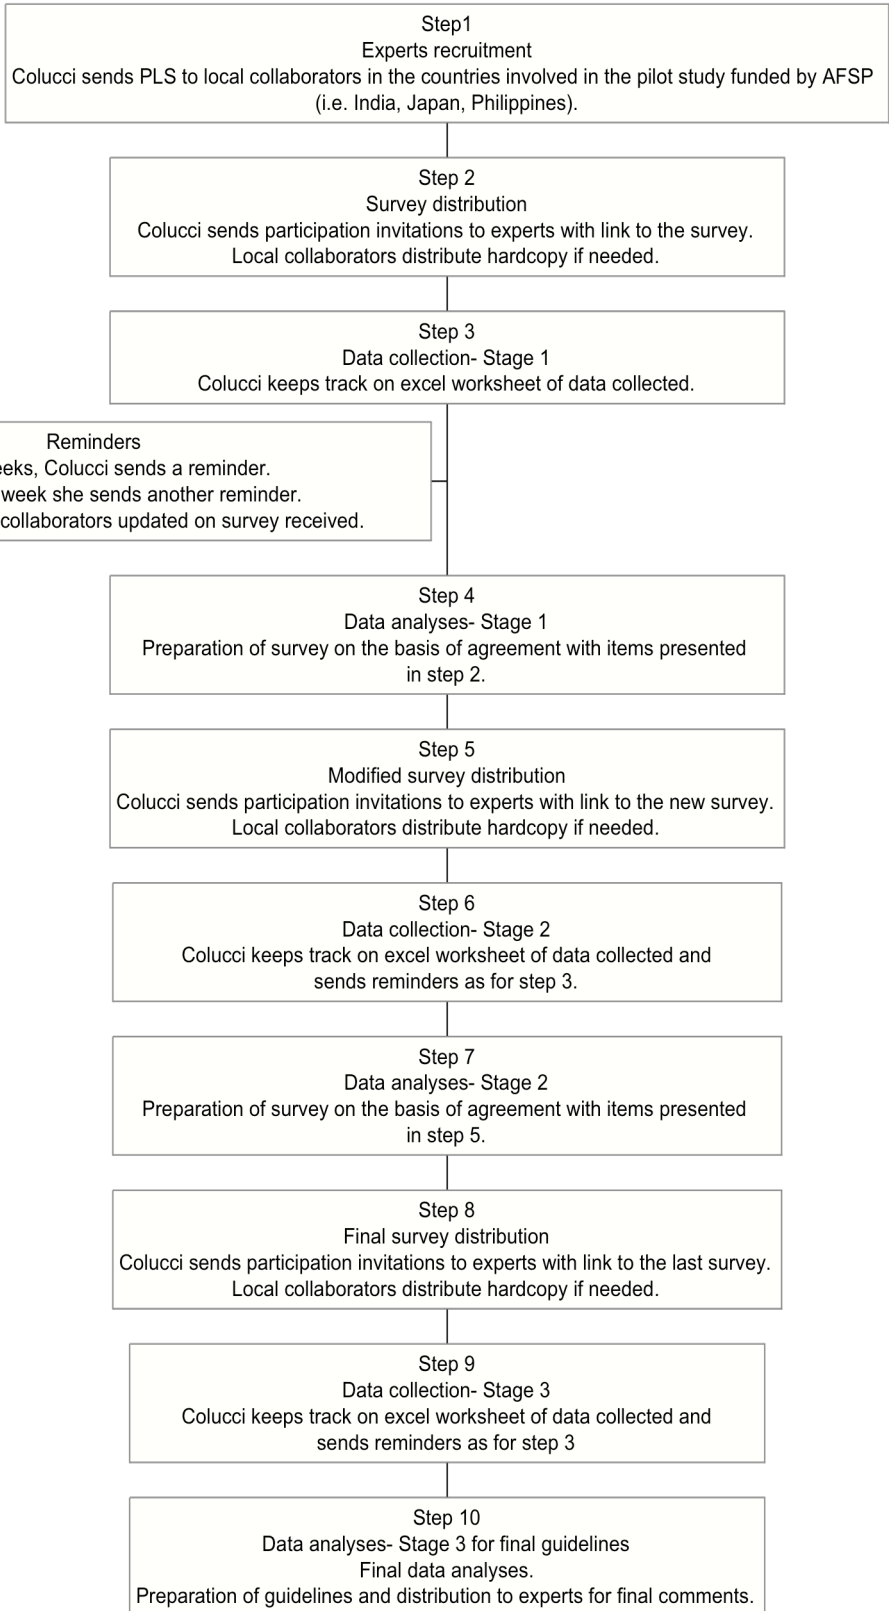 Step1
Experts recruitment
Colucci sends PLS to local collaborators in the countries involved in the pilot study funded by AFSP
(i.e. India, Japan, Philippines).
Step 2
Survey distribution
Colucci sends participation invitations to experts with link to the survey.
Local collaborators distribute hardcopy if needed.
Step 3
Data collection- Stage 1
Colucci keeps track on excel worksheet of data collected.
Reminders
Colucci sends a reminder.
week she sends another reminder.
collaborators updated on survey received.
Step 4
Data analyses- Stage 1
Preparation of survey on the basis of agreement with items presented
in step 2.
Step 5
Modified survey distribution
Colucci sends participation invitations to experts with link to the new survey.
Local collaborators distribute hardcopy if needed.
Step 6
Data collection- Stage 2
Colucci keeps track on excel worksheet of data collected and
sends reminders as for step 3.
Step 7
Data analyses- Stage 2
Preparation of survey on the basis of agreement with items presented
in step 5.
Step 8
Final survey distribution
Colucci sends participation invitations to experts with link to the last survey.
Local collaborators distribute hardcopy if needed.
Step 9
Data collection- Stage 3
Colucci keeps track on excel worksheet of data collected and
sends reminders as for step 3
Step 10
Data analyses- Stage 3 for final guidelines
Final data analyses.
Preparation of guidelines and distribution to experts for final comments.